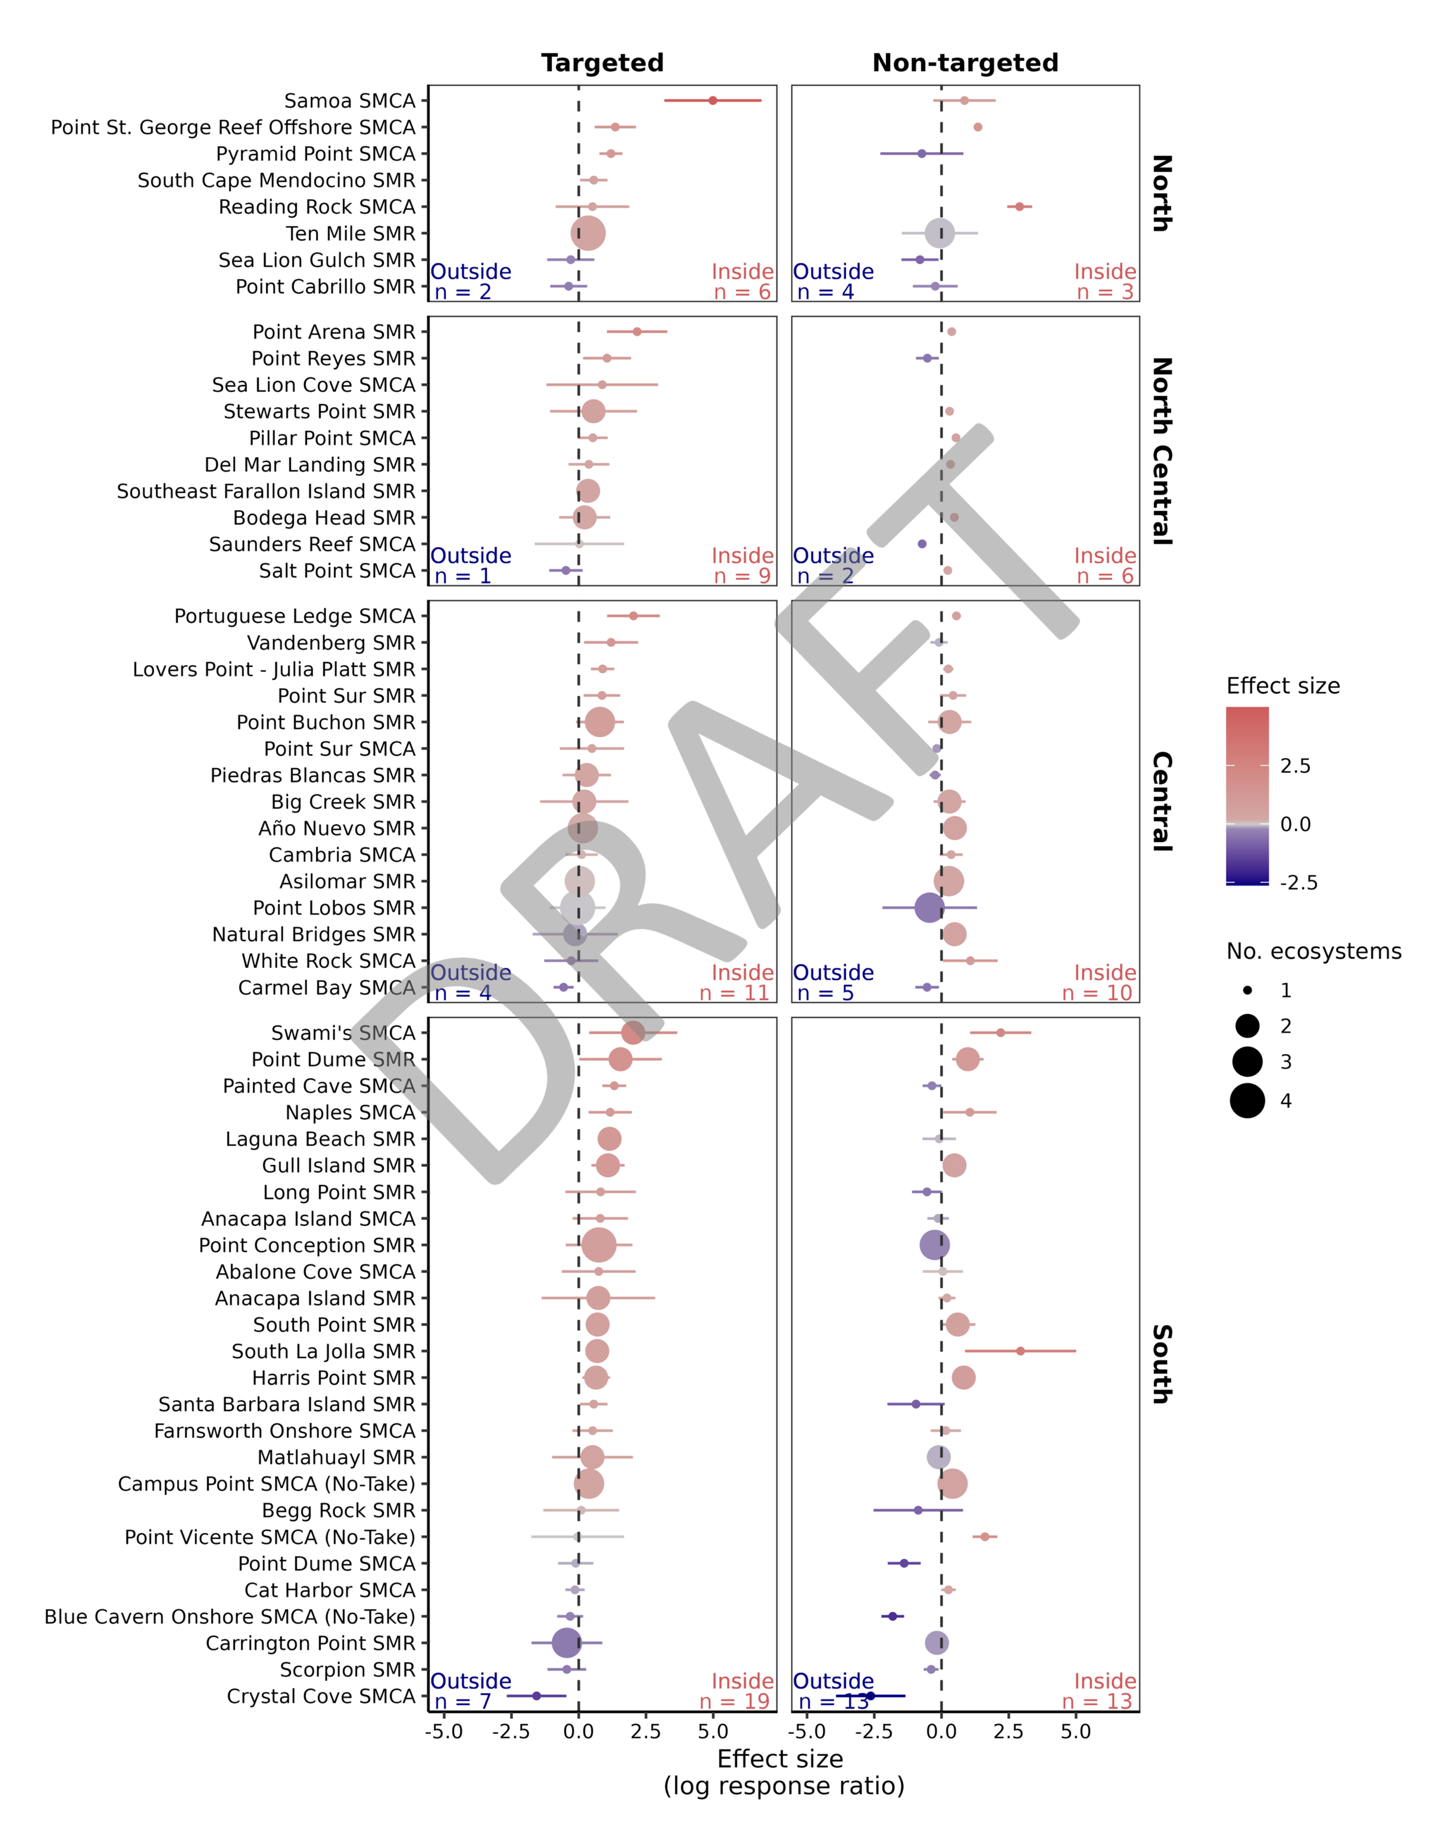 Targeted
Non-targeted
Samoa SMCA
Point St. George Reef Offshore SMCA
Pyramid Point SMCA
South Cape Mendocino SMR
Reading Rock SMCA
Ten Mile SMR
Sea Lion Gulch SMR
Point Cabrillo SMR
Outside
n = 2
Inside
n = 6
Outside
n = 4
Inside
n = 3
North
Point Arena SMR
Point Reyes SMR
Sea Lion Cove SMCA
Stewarts Point SMR
Pillar Point SMCA
Del Mar Landing SMR
Southeast Farallon Island SMR
Bodega Head SMR
Saunders Reef SMCA
Salt Point SMCA
Outside
n = 1
Inside
n = 9
Outside
n = 2
Inside
n = 6
North Central
Portuguese Ledge SMCA
Vandenberg SMR
Lovers Point - Julia Platt SMR
Point Sur SMR
Point Buchon SMR
Point Sur SMCA
Piedras Blancas SMR
Big Creek SMR
Año Nuevo SMR
Cambria SMCA
Asilomar SMR
Point Lobos SMR
Natural Bridges SMR
White Rock SMCA
Carmel Bay SMCA
Outside
n = 4
Inside
n = 11
Outside
n = 5
Inside
n = 10
Central
Swami's SMCA
Point Dume SMR
Painted Cave SMCA
Naples SMCA
Laguna Beach SMR
Gull Island SMR
Long Point SMR
Anacapa Island SMCA
Point Conception SMR
Abalone Cove SMCA
Anacapa Island SMR
South Point SMR
South La Jolla SMR
Harris Point SMR
Santa Barbara Island SMR
Farnsworth Onshore SMCA
Matlahuayl SMR
Campus Point SMCA (No-Take)
Begg Rock SMR
Point Vicente SMCA (No-Take)
Point Dume SMCA
Cat Harbor SMCA
Blue Cavern Onshore SMCA (No-Take)
Carrington Point SMR
Scorpion SMR
Crystal Cove SMCA
Outside
n = 7
Inside
n = 19
Outside
n = 13
Inside
n = 13
South
-5.0 -2.5 0.0 2.5 5.0
-5.0 -2.5 0.0 2.5 5.0
Effect size
(log response ratio)
Effect size
2.5
0.0
-2.5
No. ecosystems
1
2
3
4
DRAFT